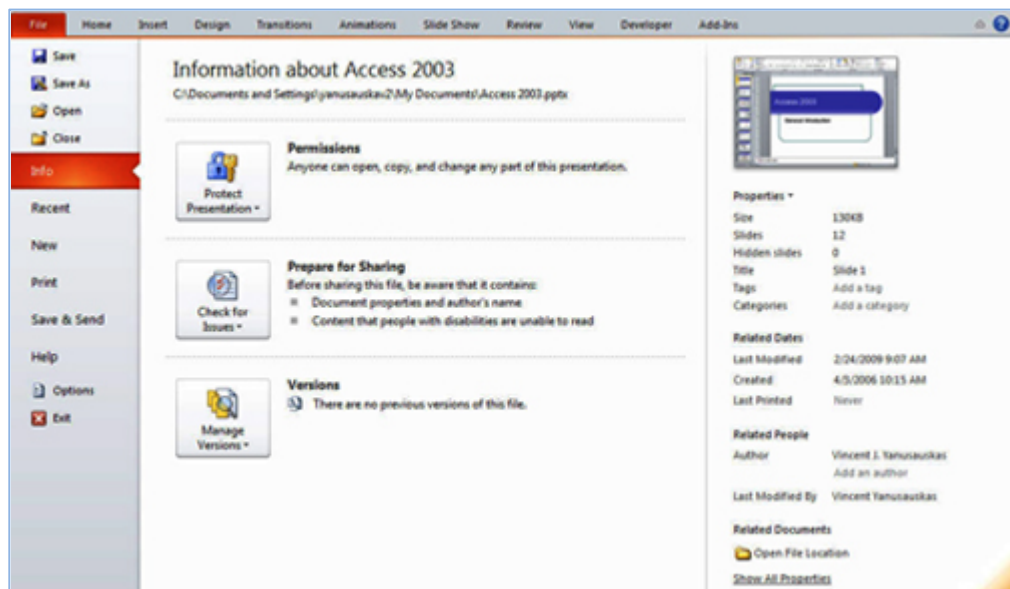 File Home Insert Design Transitions Animations Slide Show Review View Developer Add-Ins
Save
Save As
Open
Close
Info
Recent
New
Print
Save & Send
Help
Options
Exit
Information about Access 2003
C:\Documents and Settings\yanusauskav2\My Documents\Access 2003.pptx
Protect
Presentation
Permissions
Anyone can open, copy, and change any part of this presentation.
Check for
Issues
Prepare for Sharing
Before sharing this file, be aware that it contains:
Document properties and author's name
Content that people with disabilities are unable to read
Manage
Versions
Versions
There are no previous versions of this file.
Access 2003
General Introduction
Properties
Size 130KB
Slides 12
Hidden slides 0
Title Slide 1
Tags Add a tag
Categories Add a category
Related Dates
Last Modified 2/24/2009 9:07 AM
Created 4/5/2006 10:15 AM
Last Printed Never
Related People
Author Vincent J. Yanusauskas
Add an author
Last Modified By Vincent Yanusauskas
Related Documents
Open File Location
Show All Properties